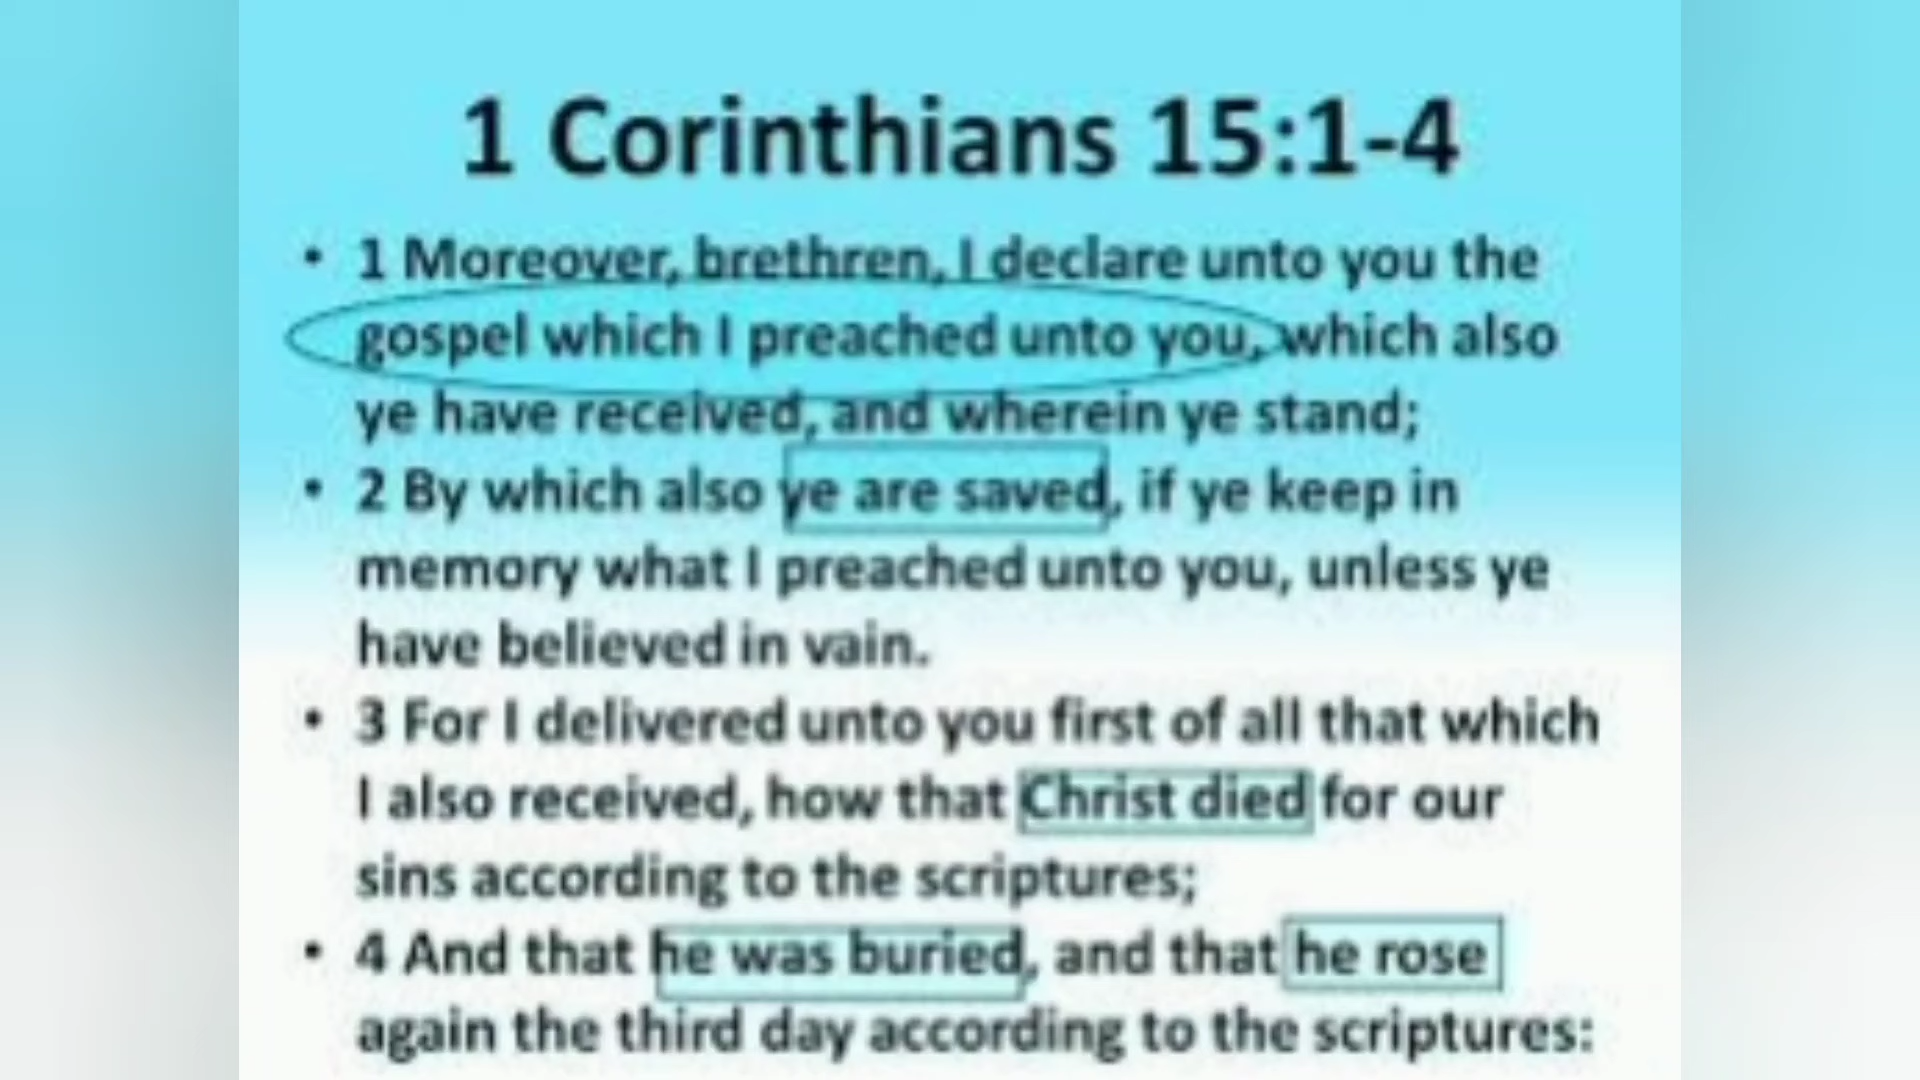 1 Corinthians 15:1-4
• 1 Moreover, brethren, I declare unto you the
gospel which I preached unto you, which also
ye have received, and wherein ye stand;
• 2 By which also ye are saved, if ye keep in
memory what I preached unto you, unless ye
have believed in vain.
• 3 For I delivered unto you first of all that which
I also received, how that Christ died for our
sins according to the scriptures;
• 4 And that he was buried, and that he rose
again the third day according to the scriptures: